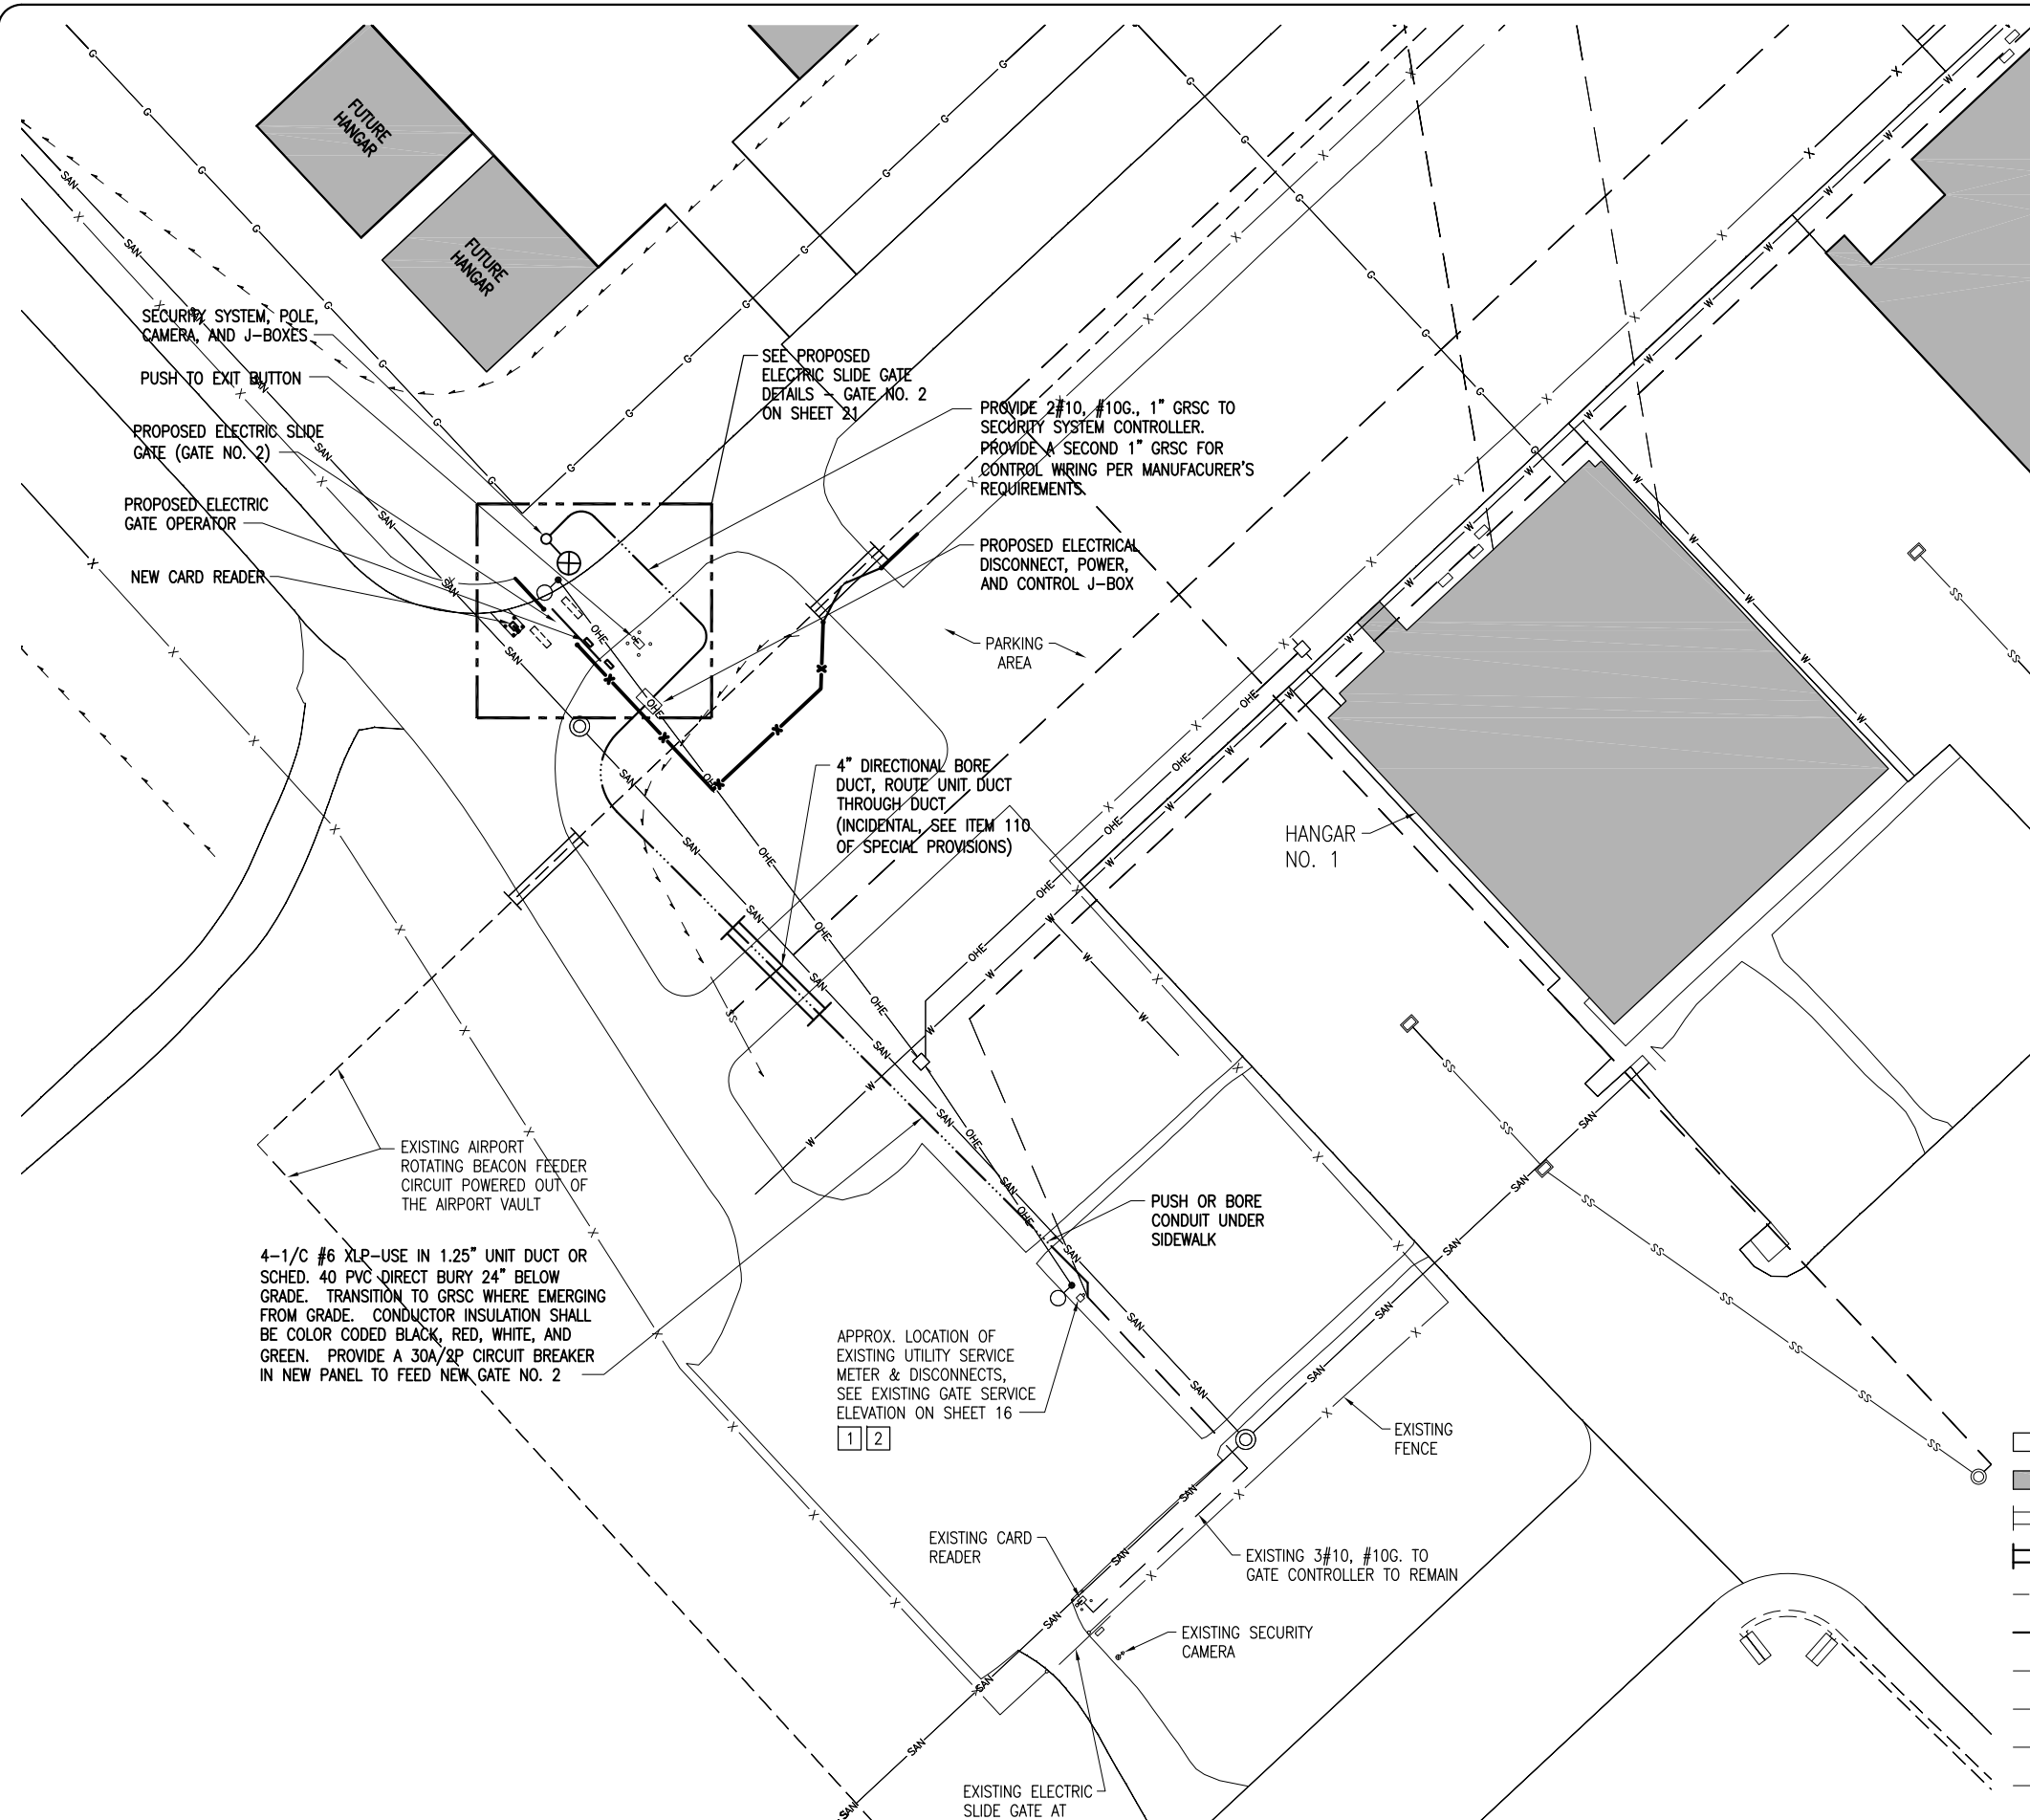 FUTURE
HANGAR
FUTURE
HANGAR
SECURITY SYSTEM, POLE,
CAMERA, AND J-BOXES
PUSH TO EXIT BUTTON
PROPOSED ELECTRIC SLIDE
GATE (GATE NO. 2)
PROPOSED ELECTRIC
GATE OPERATOR
NEW CARD READER
SEE PROPOSED
ELECTRIC SLIDE GATE
DETAILS - GATE NO. 2
ON SHEET 21
PROVIDE 2#10, #10G., 1" GRSC TO
SECURITY SYSTEM CONTROLLER.
PROVIDE A SECOND 1" GRSC FOR
CONTROL WIRING PER MANUFACURER'S
REQUIREMENTS.
PROPOSED ELECTRICAL
DISCONNECT, POWER,
AND CONTROL J-BOX
PARKING
AREA
4" DIRECTIONAL BORE
DUCT, ROUTE UNIT DUCT
THROUGH DUCT
(INCIDENTAL, SEE ITEM 110
OF SPECIAL PROVISIONS)
HANGAR
NO. 1
EXISTING AIRPORT
ROTATING BEACON FEEDER
CIRCUIT POWERED OUT OF
THE AIRPORT VAULT
PUSH OR BORE
CONDUIT UNDER
SIDEWALK
4-1/C #6 XLP-USE IN 1.25" UNIT DUCT OR
SCHED. 40 PVC DIRECT BURY 24" BELOW
GRADE. TRANSITION TO GRSC WHERE EMERGING
FROM GRADE. CONDUCTOR INSULATION SHALL
BE COLOR CODED BLACK, RED, WHITE, AND
GREEN. PROVIDE A 30A/2P CIRCUIT BREAKER
IN NEW PANEL TO FEED NEW GATE NO. 2
APPROX. LOCATION OF
EXISTING UTILITY SERVICE
METER & DISCONNECTS,
SEE EXISTING GATE SERVICE
ELEVATION ON SHEET 16
1 2
EXISTING
FENCE
EXISTING CARD
READER
EXISTING 3#10, #10G. TO
GATE CONTROLLER TO REMAIN
EXISTING SECURITY
CAMERA
EXISTING ELECTRIC
SLIDE GATE AT